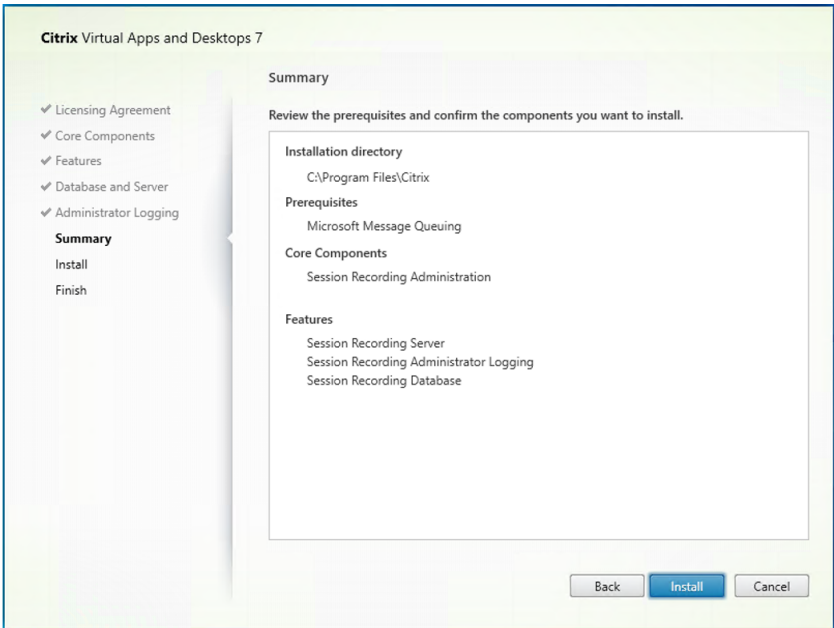 Citrix Virtual Apps and Desktops 7
Licensing Agreement
Core Components
Features
Database and Server
Administrator Logging
Summary
Install
Finish
Summary
Review the prerequisites and confirm the components you want to install.
Installation directory
C:\Program Files\Citrix
Prerequisites
Microsoft Message Queuing
Core Components
Session Recording Administration
Features
Session Recording Server
Session Recording Administrator Logging
Session Recording Database
Back Install Cancel